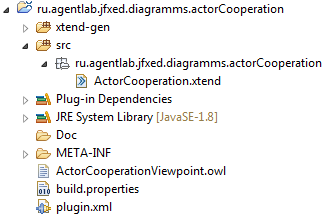 ru.agentlab.jfxed.diagramms.actorCooperation
xtend-gen
src
ru.agentlab.jfxed.diagramms.actorCooperation
ActorCooperation.xtend
Plug-in Dependencies
JRE System Library [JavaSE-1.8]
Doc
META-INF
ActorCooperationViewpoint.owl
build.properties
plugin.xml